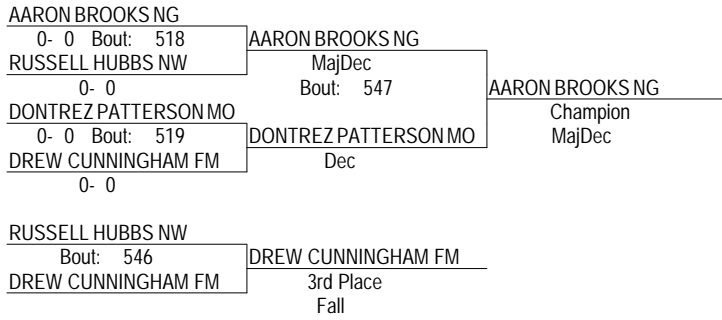 AARON BROOKS NG
0- 0 Bout: 518 AARON BROOKS NG
RUSSELL HUBBS NW MajDec
0- 0 Bout: 547 AARON BROOKS NG
DONTREZ PATTERSON MO Champion
0- 0 Bout: 519 DONTREZ PATTERSON MO MajDec
DREW CUNNINGHAM FM Dec
0- 0
RUSSELL HUBBS NW
Bout: 546 DREW CUNNINGHAM FM
DREW CUNNINGHAM FM 3rd Place
Fall